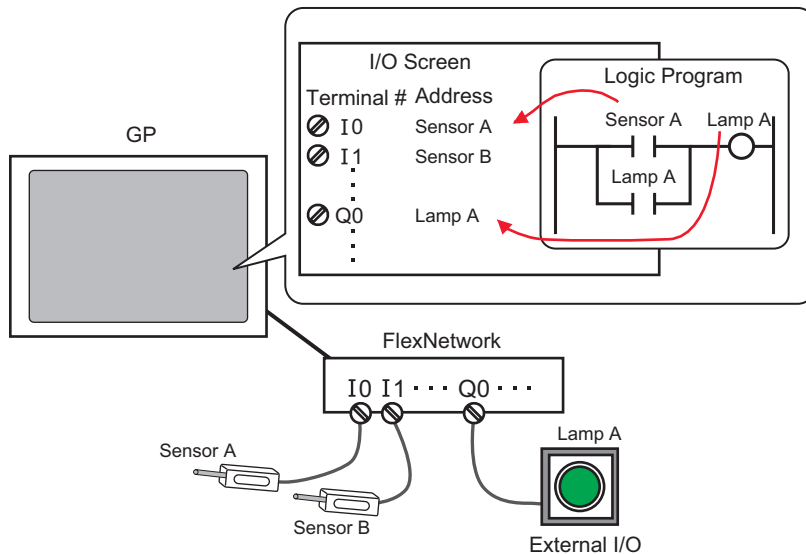 I/O Screen
Logic Program
Terminal # Address
Sensor A Lamp A
GP
I0 Sensor A
I1 Sensor B
Lamp A
Q0 Lamp A
FlexNetwork
I0 I1 ··· Q0 ···
Sensor A
Lamp A
Sensor B
External I/O